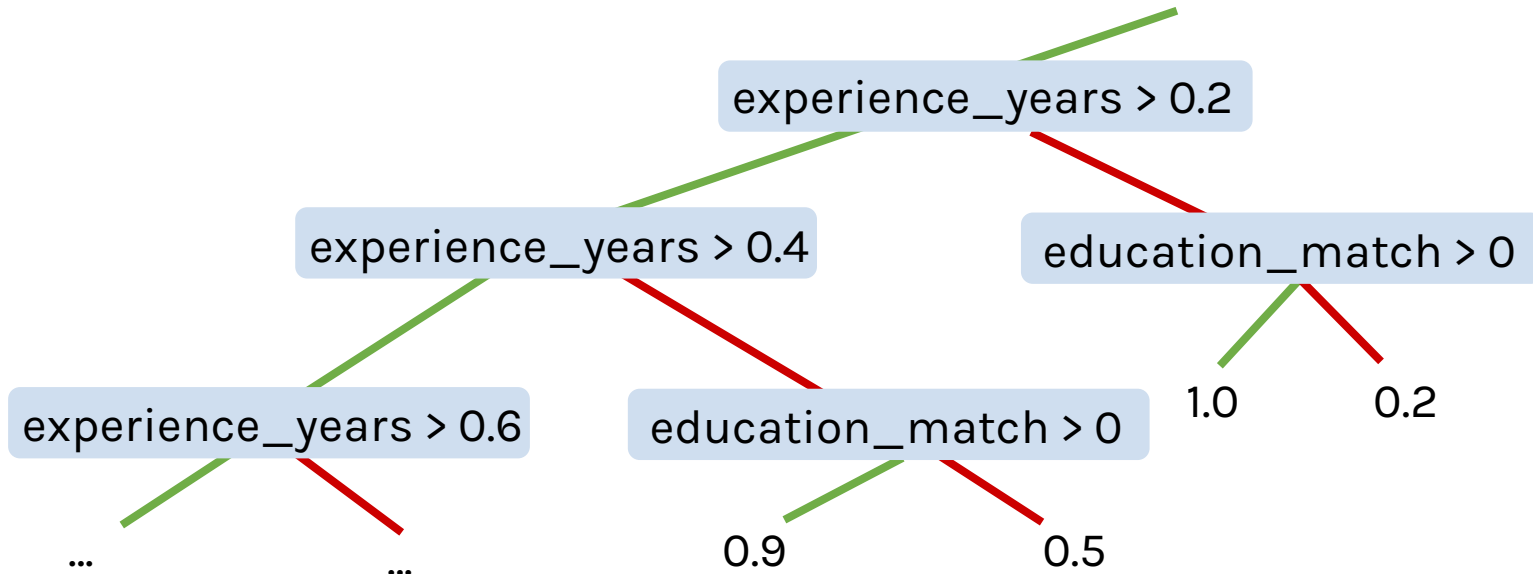 experience_years > 0.2
experience_years > 0.4
education_match > 0
experience_years > 0.6
education_match > 0
1.0
0.2
...
...
0.9
0.5